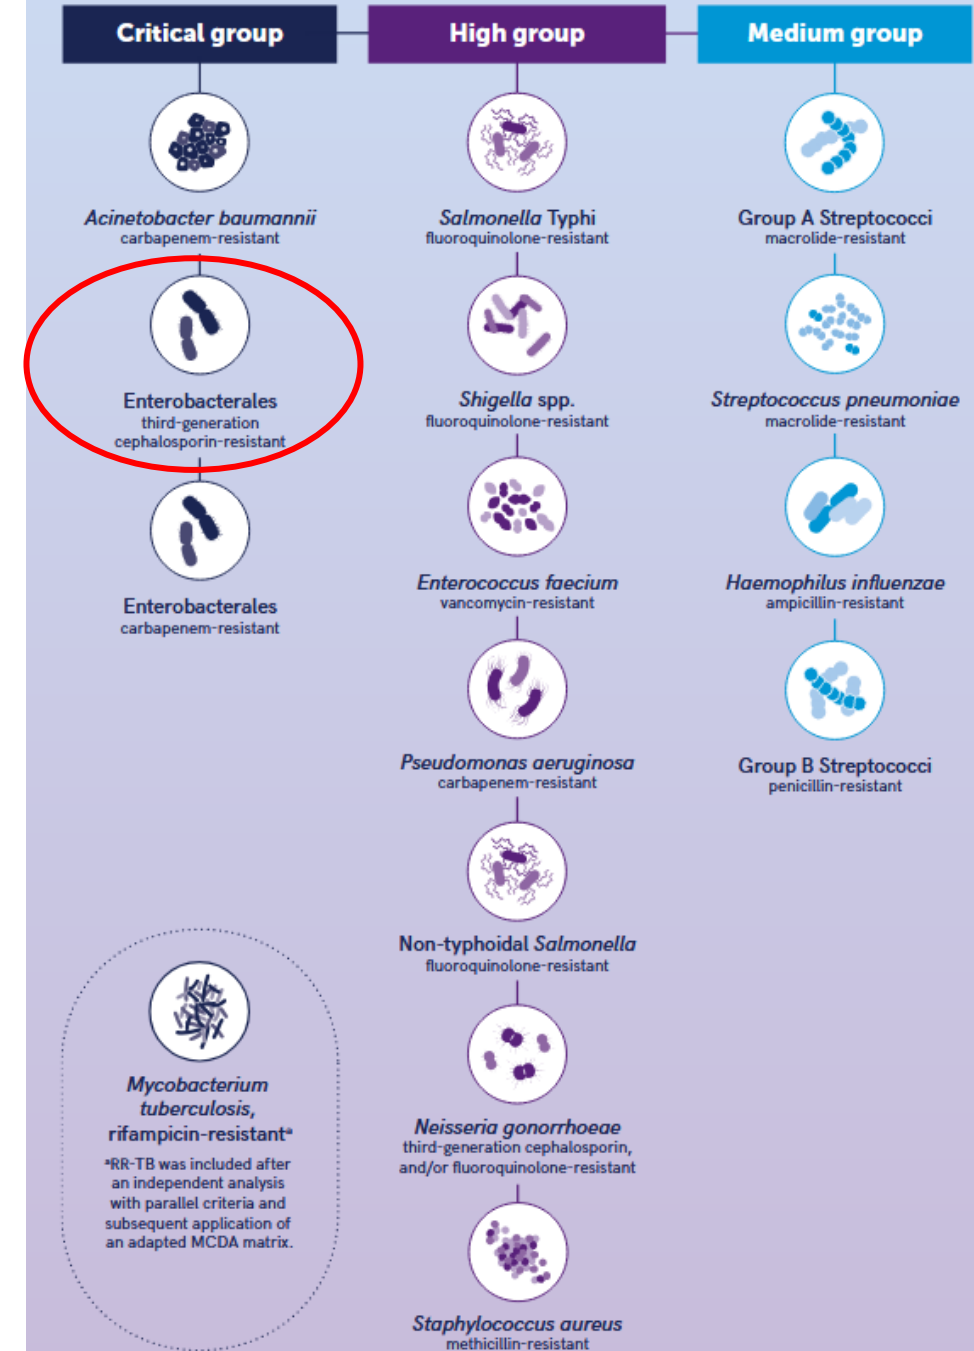 Critical group
High group
Medium group
Acinetobacter baumannii
carbapenem-resistant
Enterobacterales
third-generation
cephalosporin-resistant
Enterobacterales
carbapenem-resistant
Mycobacterium
tuberculosis,
rifampicin-resistantᵃ
ᵃRR-TB was included after
an independent analysis
with parallel criteria and
subsequent application of
an adapted MCDA matrix.
Salmonella Typhi
fluoroquinolone-resistant
Shigella spp.
fluoroquinolone-resistant
Enterococcus faecium
vancomycin-resistant
Pseudomonas aeruginosa
carbapenem-resistant
Non-typhoidal Salmonella
fluoroquinolone-resistant
Neisseria gonorrhoeae
third-generation cephalosporin,
and/or fluoroquinolone-resistant
Staphylococcus aureus
methicillin-resistant
Group A Streptococci
macrolide-resistant
Streptococcus pneumoniae
macrolide-resistant
Haemophilus influenzae
ampicillin-resistant
Group B Streptococci
penicillin-resistant